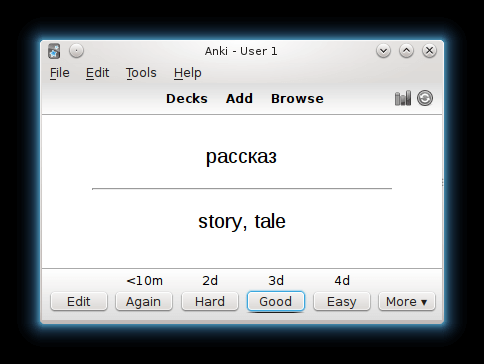 Anki - User 1
File Edit Tools Help
Decks Add Browse
рассказ
story, tale
<10m 2d 3d 4d
Edit Again Hard Good Easy More ▾